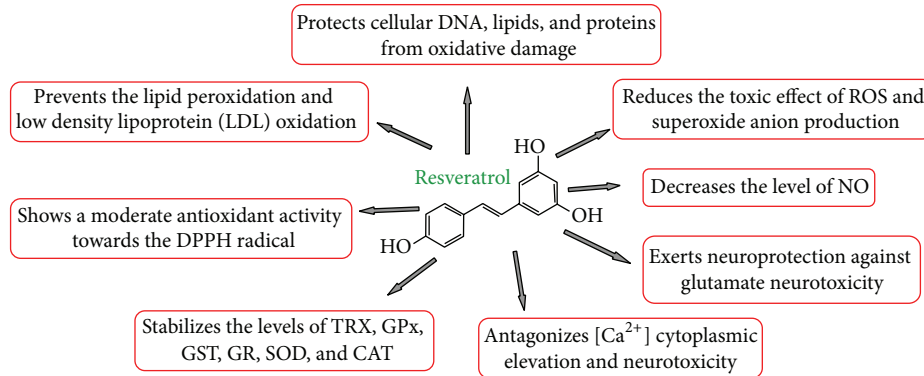 Protects cellular DNA, lipids, and proteins
from oxidative damage
Prevents the lipid peroxidation and
low density lipoprotein (LDL) oxidation
Reduces the toxic effect of ROS and
superoxide anion production
HO
Resveratrol
Decreases the level of NO
Shows a moderate antioxidant activity
towards the DPPH radical
OH
HO
Exerts neuroprotection against
glutamate neurotoxicity
Stabilizes the levels of TRX, GPx,
GST, GR, SOD, and CAT
Antagonizes [Ca²⁺] cytoplasmic
elevation and neurotoxicity